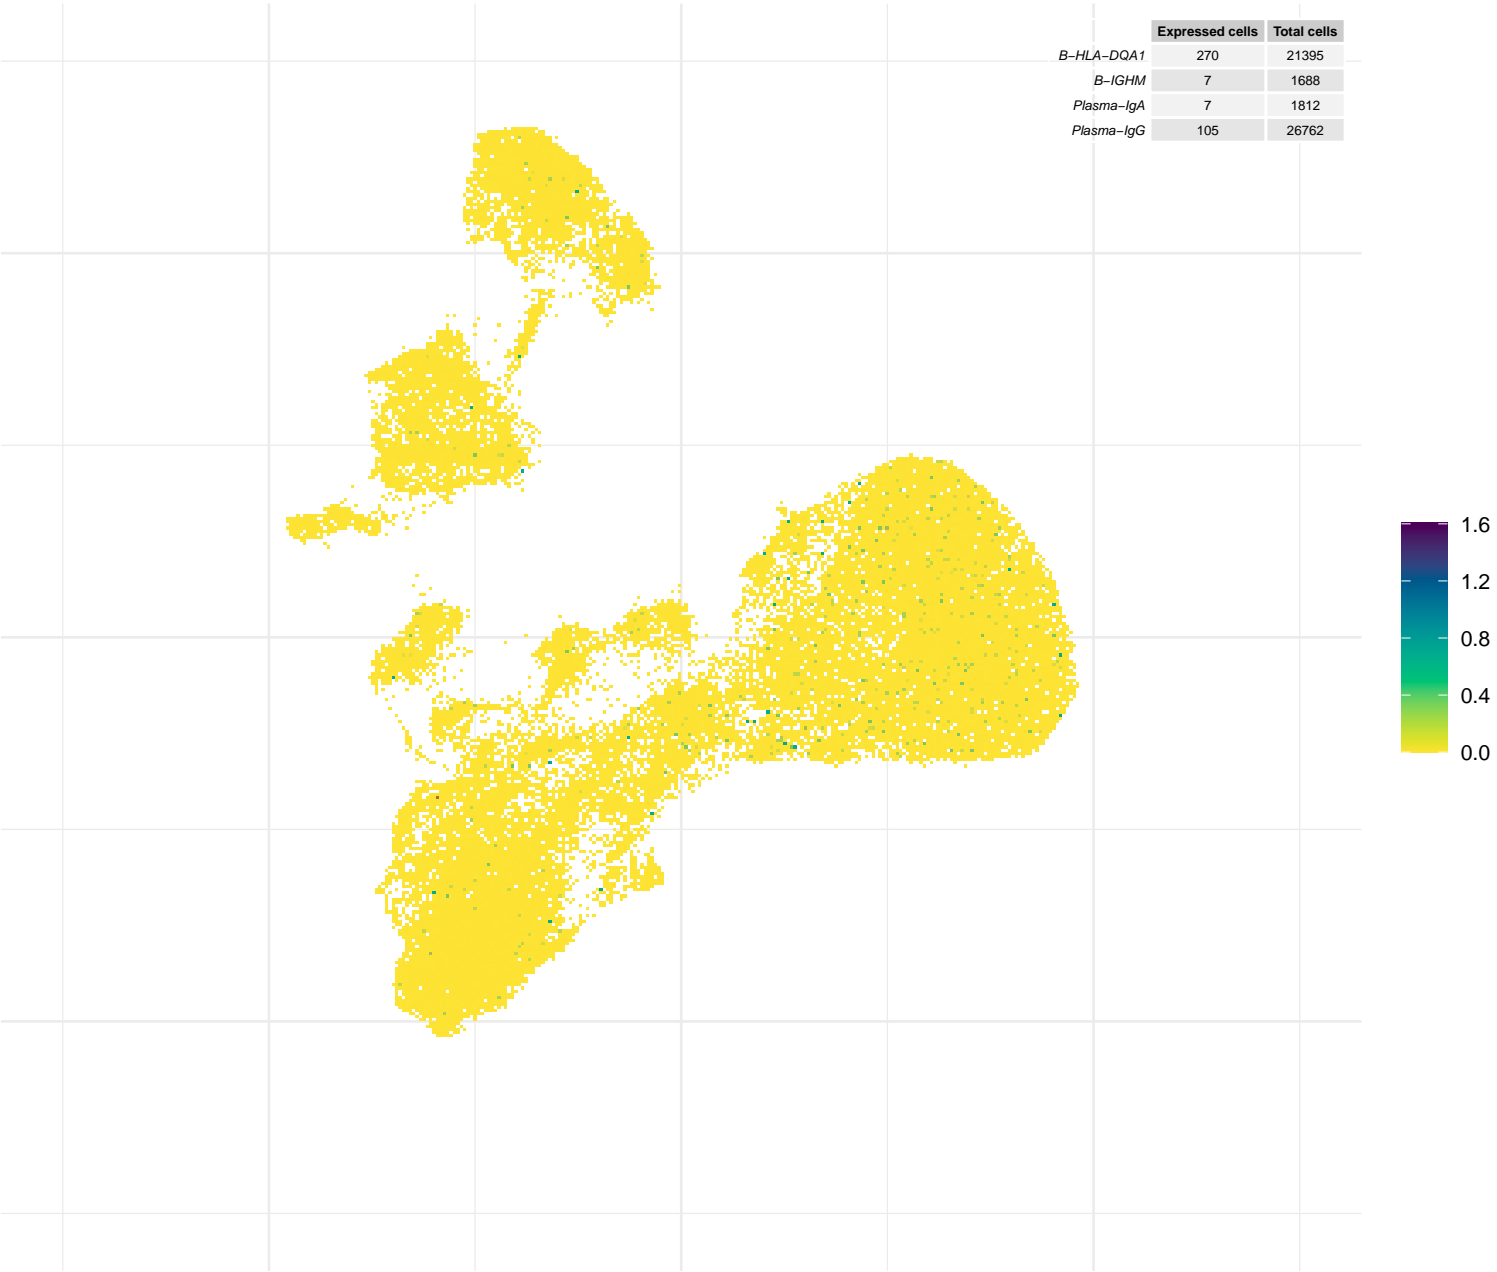 Expressed cells Total cells
B−HLA−DQA1 270 21395
B−IGHM 7 1688
Plasma−IgA 7 1812
Plasma−IgG 105 26762
1.6
1.2
0.8
0.4
0.0